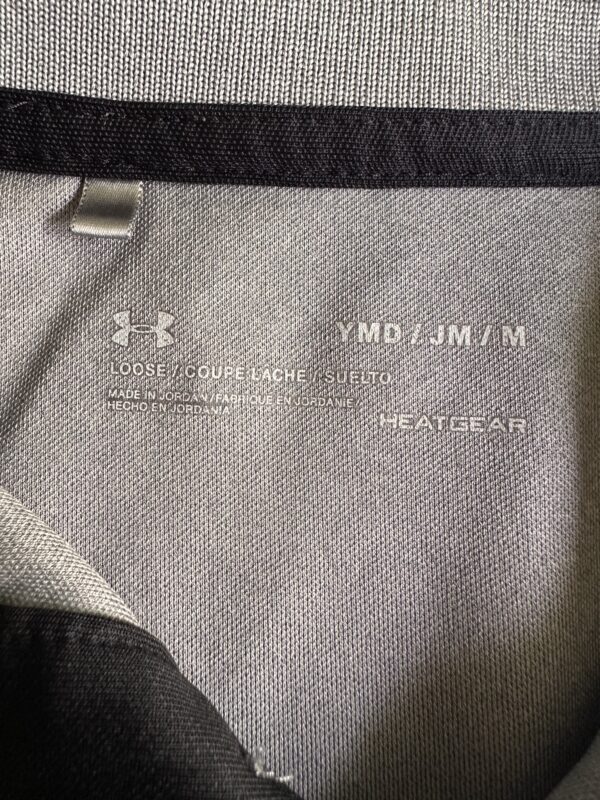 YMD / JM / M
LOOSE / COUPE LACHE / SUELTO
MADE IN JORDAN / FABRIQUE EN JORDANIE /
HECHO EN JORDANIA
HEATGEAR